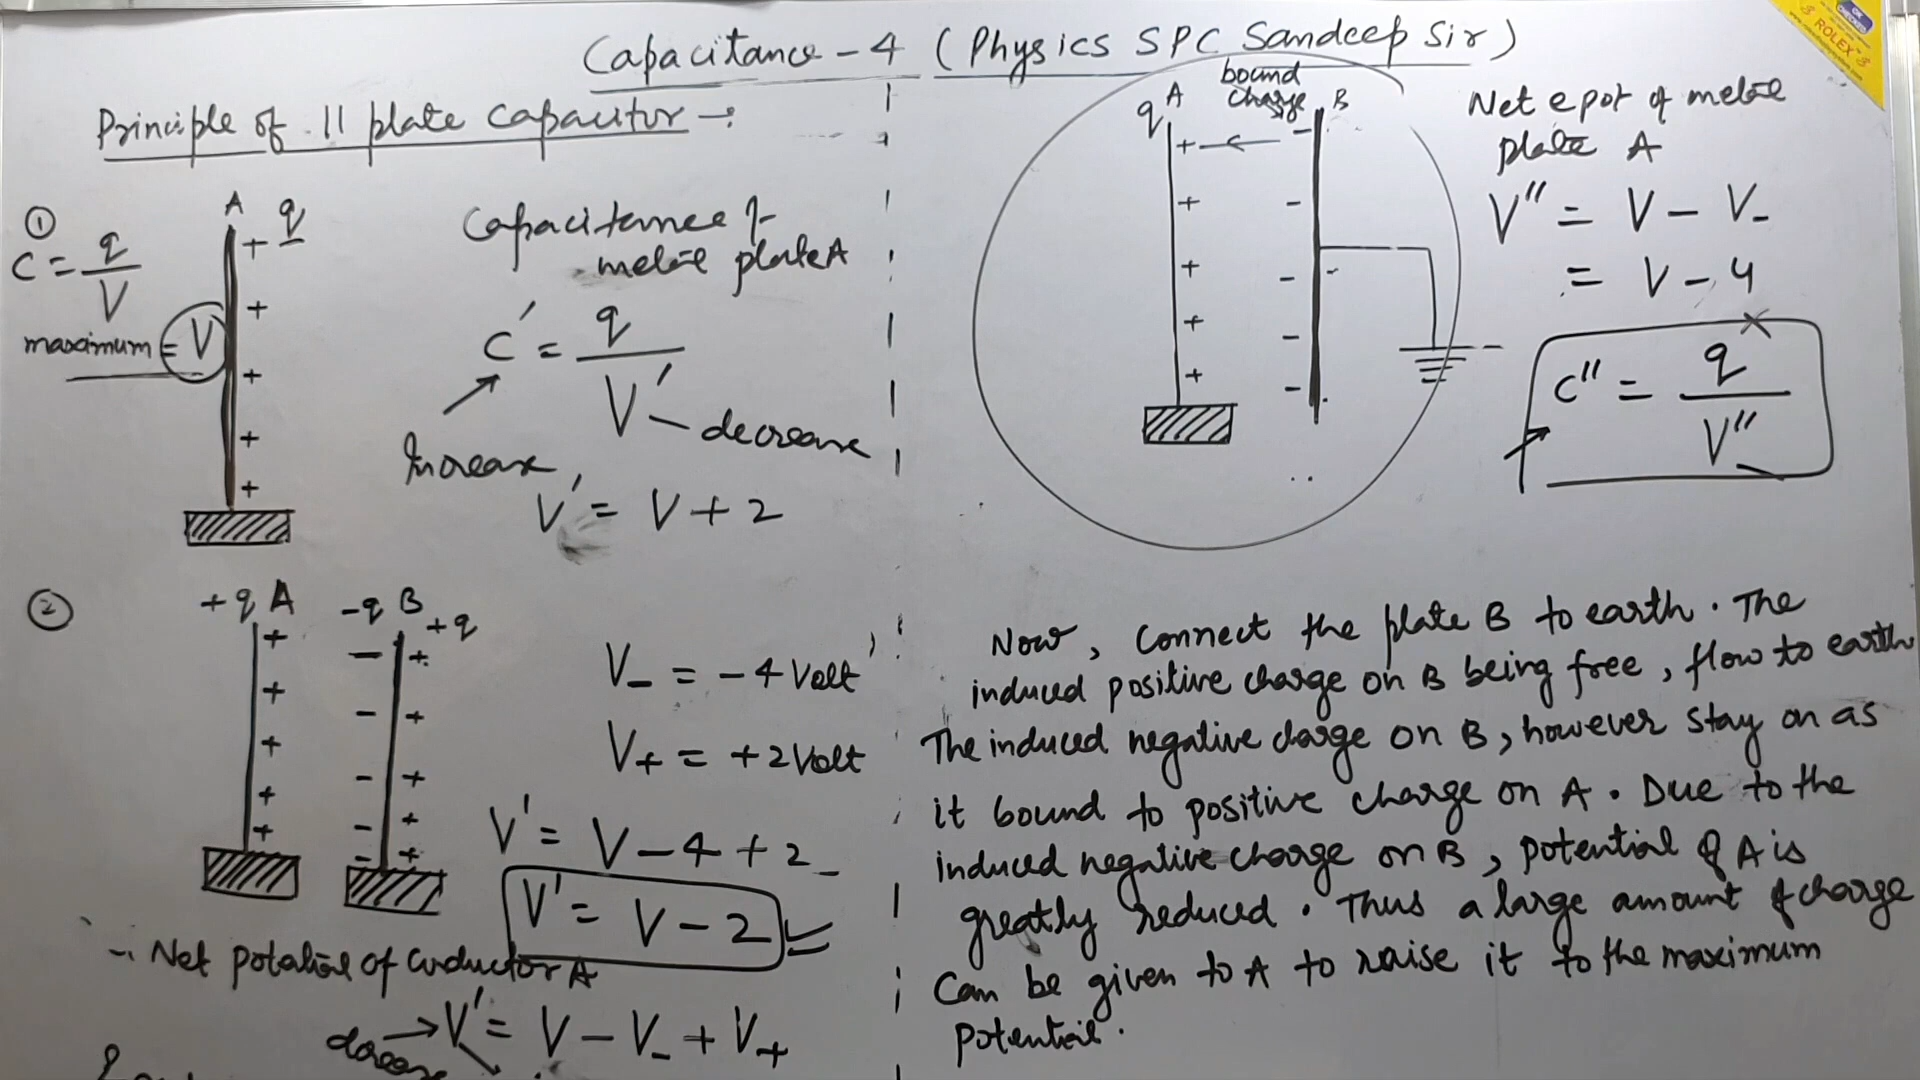 Capacitance - 4 (Physics SPC Sandeep Sir)
Principle of || plate capacitor -:
①
C = q/V
maximum = V
A q
+
+
+
+
+
Capacitance of
metal plate A
C' = q/V'
decrease
Increase
V' = V + 2
②
+q A
-q B
+q
V_ = -4 Volt
V+ = +2 Volt
V' = V - 4 + 2
V' = V - 2
Net potential of conductor A
decrease → V' = V - V_ + V+
bound
charge
q A
B
Net e pot of metal
plate A
V'' = V - V_
= V - 4
C'' = q/V''
Now, connect the plate B to earth. The
induced positive charge on B being free, flow to earth
The induced negative charge on B, however stay on as
it bound to positive charge on A. Due to the
induced negative charge on B, potential of A is
greatly reduced. Thus a large amount of charge
Can be given to A to raise it to the maximum
potential.
OK
ROLEX